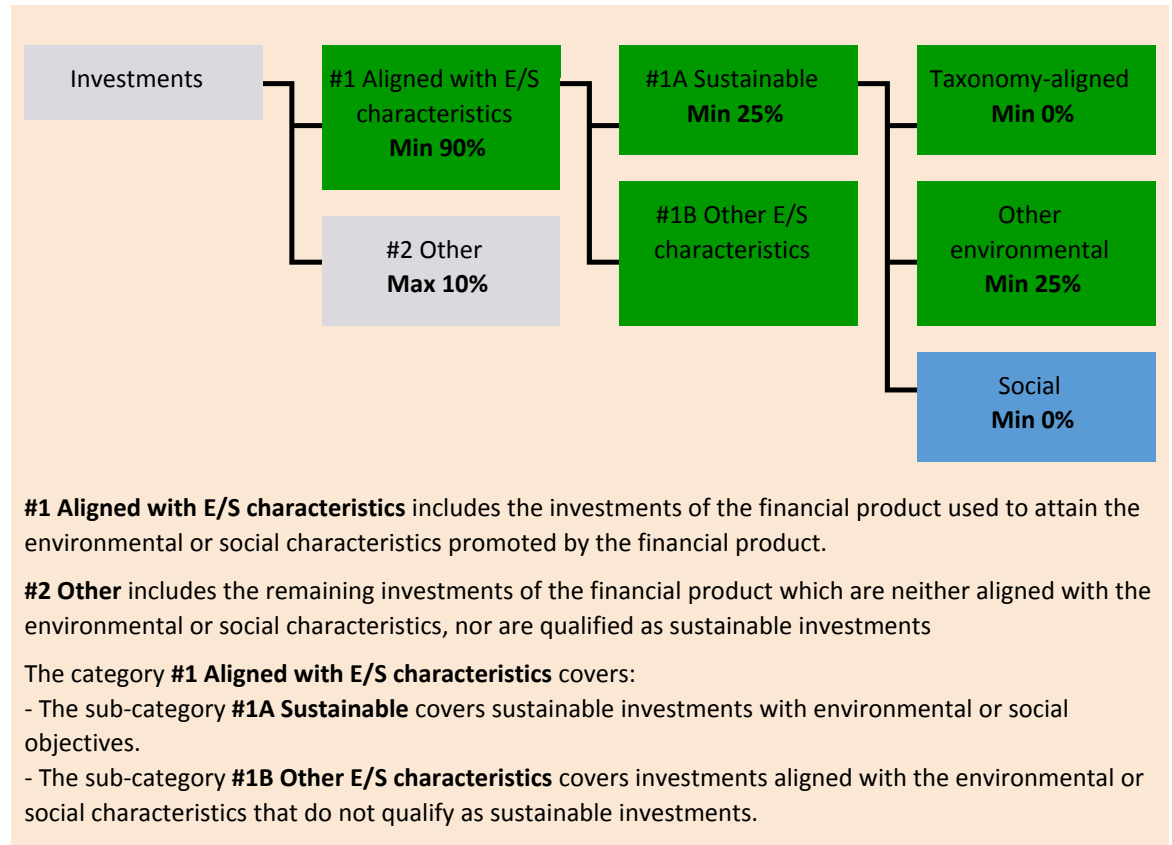 Investments
#1 Aligned with E/S
characteristics
Min 90%
#2 Other
Max 10%
#1A Sustainable
Min 25%
#1B Other E/S
characteristics
Taxonomy-aligned
Min 0%
Other
environmental
Min 25%
Social
Min 0%
#1 Aligned with E/S characteristics includes the investments of the financial product used to attain the
environmental or social characteristics promoted by the financial product.
#2 Other includes the remaining investments of the financial product which are neither aligned with the
environmental or social characteristics, nor are qualified as sustainable investments
The category #1 Aligned with E/S characteristics covers:
- The sub-category #1A Sustainable covers sustainable investments with environmental or social
objectives.
- The sub-category #1B Other E/S characteristics covers investments aligned with the environmental or
social characteristics that do not qualify as sustainable investments.